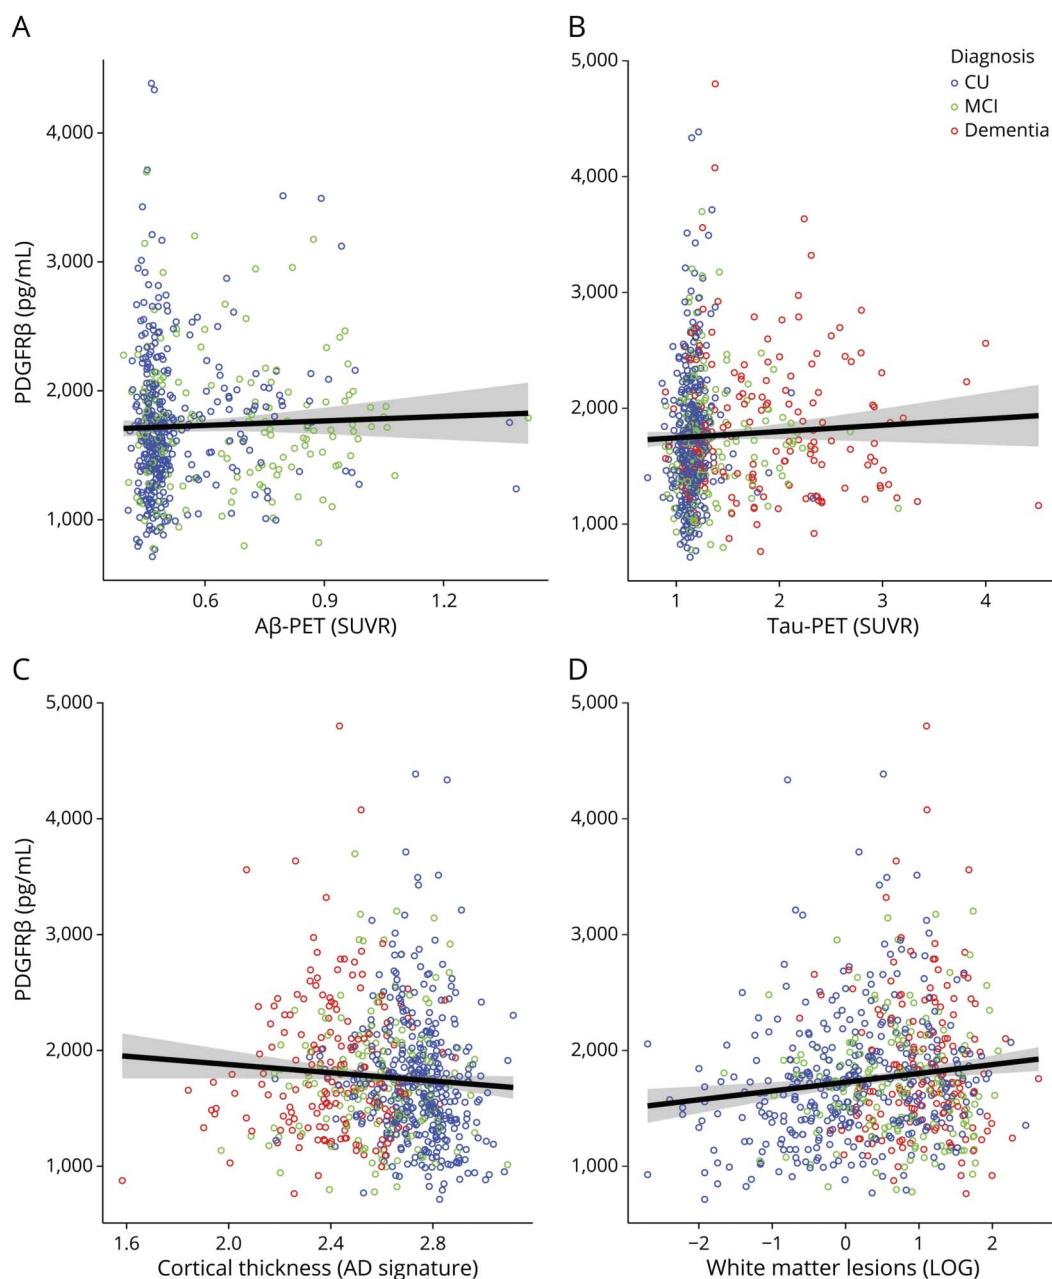 A
PDGFRβ (pg/mL)
4,000
3,000
2,000
1,000
0.6 0.9 1.2
Aβ-PET (SUVR)
B
Diagnosis
CU
MCI
Dementia
5,000
4,000
3,000
2,000
1,000
1 2 3 4
Tau-PET (SUVR)
C
PDGFRβ (pg/mL)
5,000
4,000
3,000
2,000
1,000
1.6 2.0 2.4 2.8
Cortical thickness (AD signature)
D
5,000
4,000
3,000
2,000
1,000
−2 −1 0 1 2
White matter lesions (LOG)